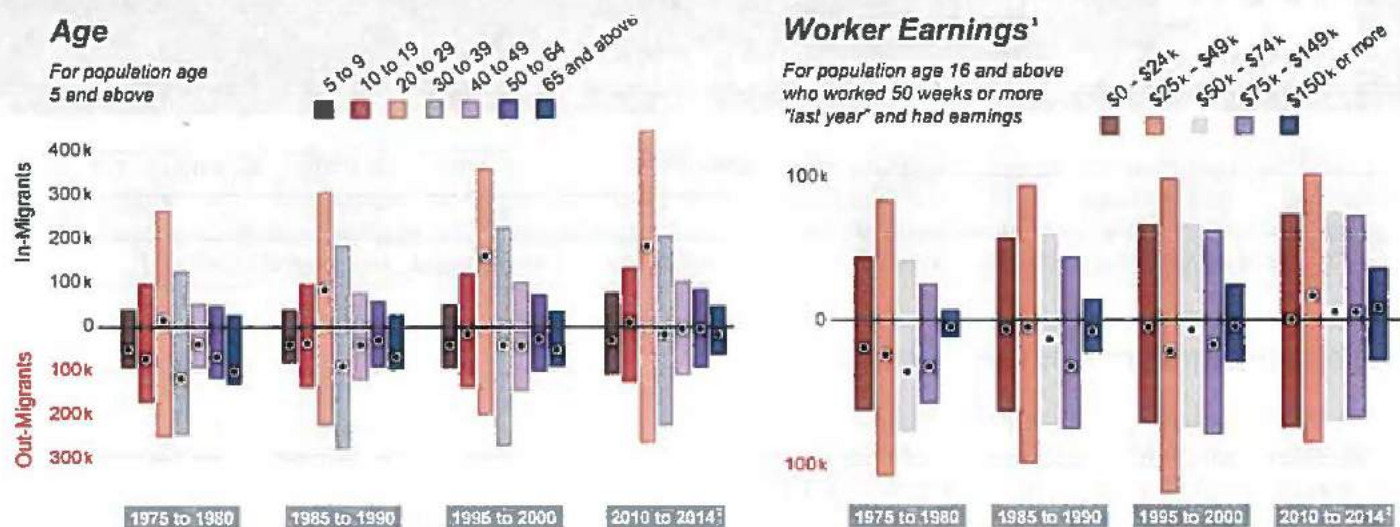 Age
For population age
5 and above
5 to 9
10 to 19
20 to 29
30 to 39
40 to 49
50 to 64
65 and above
In-Migrants
Out-Migrants
400k
300k
200k
100k
0
100k
200k
300k
1975 to 1980
1985 to 1990
1995 to 2000
2010 to 2014²
Worker Earnings¹
For population age 16 and above
who worked 50 weeks or more
"last year" and had earnings
$0 - $24k
$25k - $49k
$50k - $74k
$75k - $149k
$150k or more
100k
0
100k
1975 to 1980
1985 to 1990
1995 to 2000
2010 to 2014²